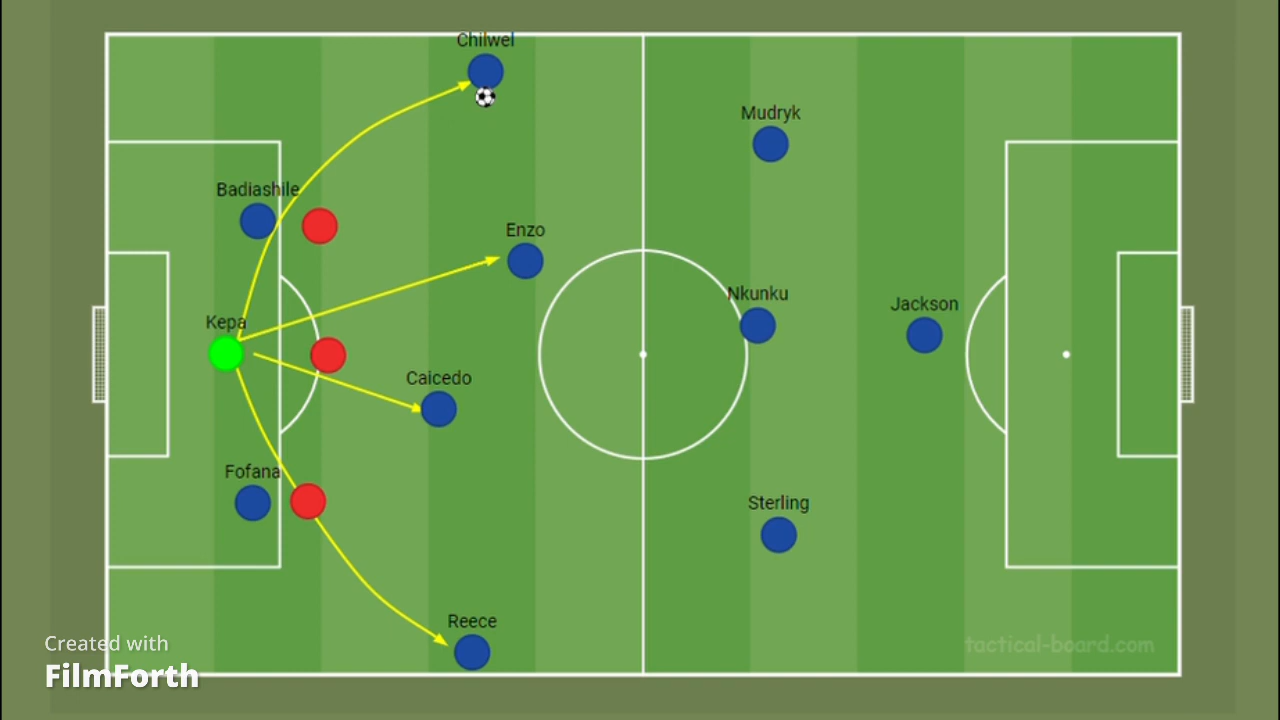 Chilwel
Mudryk
Badiashile
Enzo
Nkunku
Jackson
Kepa
Caicedo
Fofana
Sterling
Reece
Created with
FilmForth
tactical-board.com